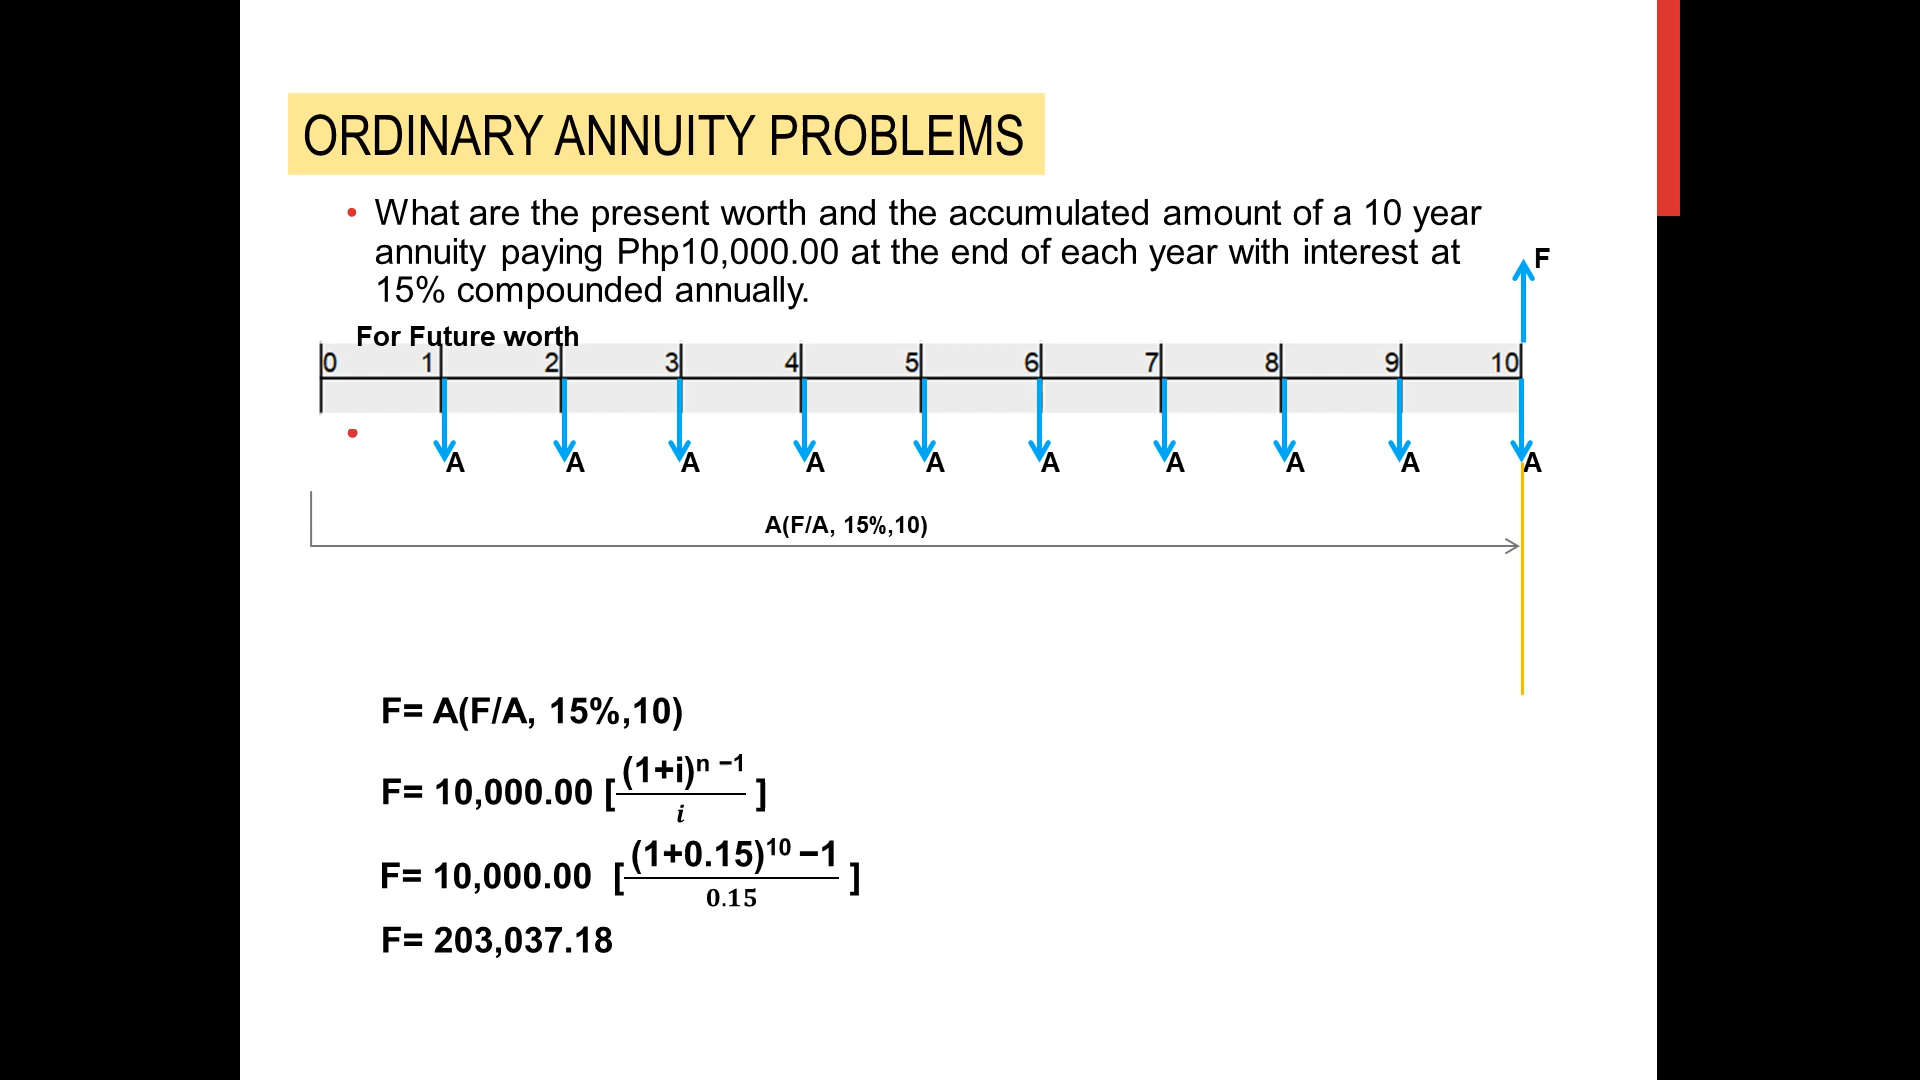 ORDINARY ANNUITY PROBLEMS
• What are the present worth and the accumulated amount of a 10 year
annuity paying Php10,000.00 at the end of each year with interest at
15% compounded annually.
F
For Future worth
0 1 2 3 4 5 6 7 8 9 10
•
A A A A A A A A A A
A(F/A, 15%,10)
F= A(F/A, 15%,10)
F= 10,000.00 [(1+i)ⁿ ⁻¹/i]
F= 10,000.00 [(1+0.15)¹⁰ −1/0.15]
F= 203,037.18